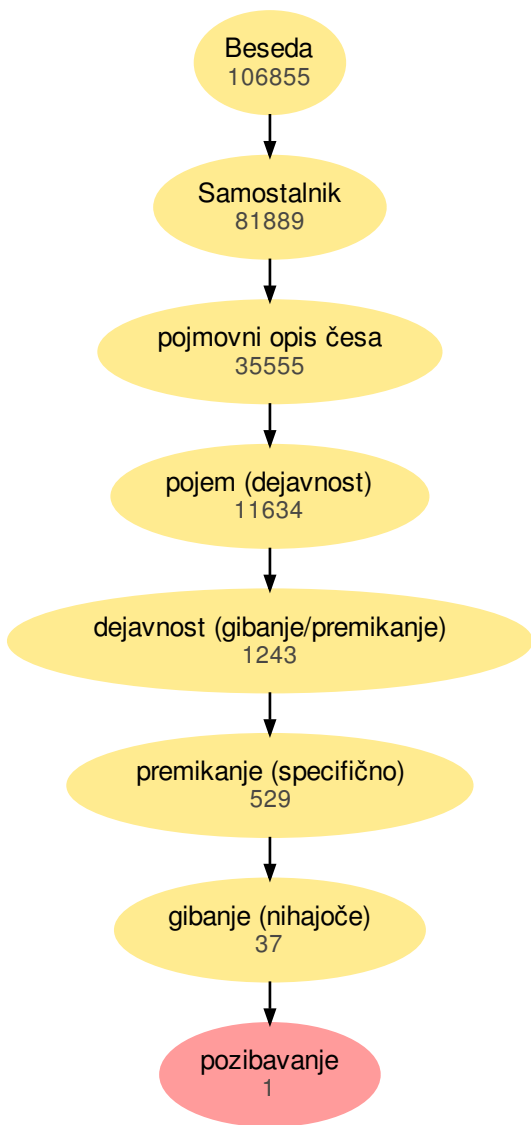 Beseda
106855
Samostalnik
81889
pojmovni opis česa
35555
pojem (dejavnost)
11634
dejavnost (gibanje/premikanje)
1243
premikanje (specifično)
529
gibanje (nihajoče)
37
pozibavanje
1